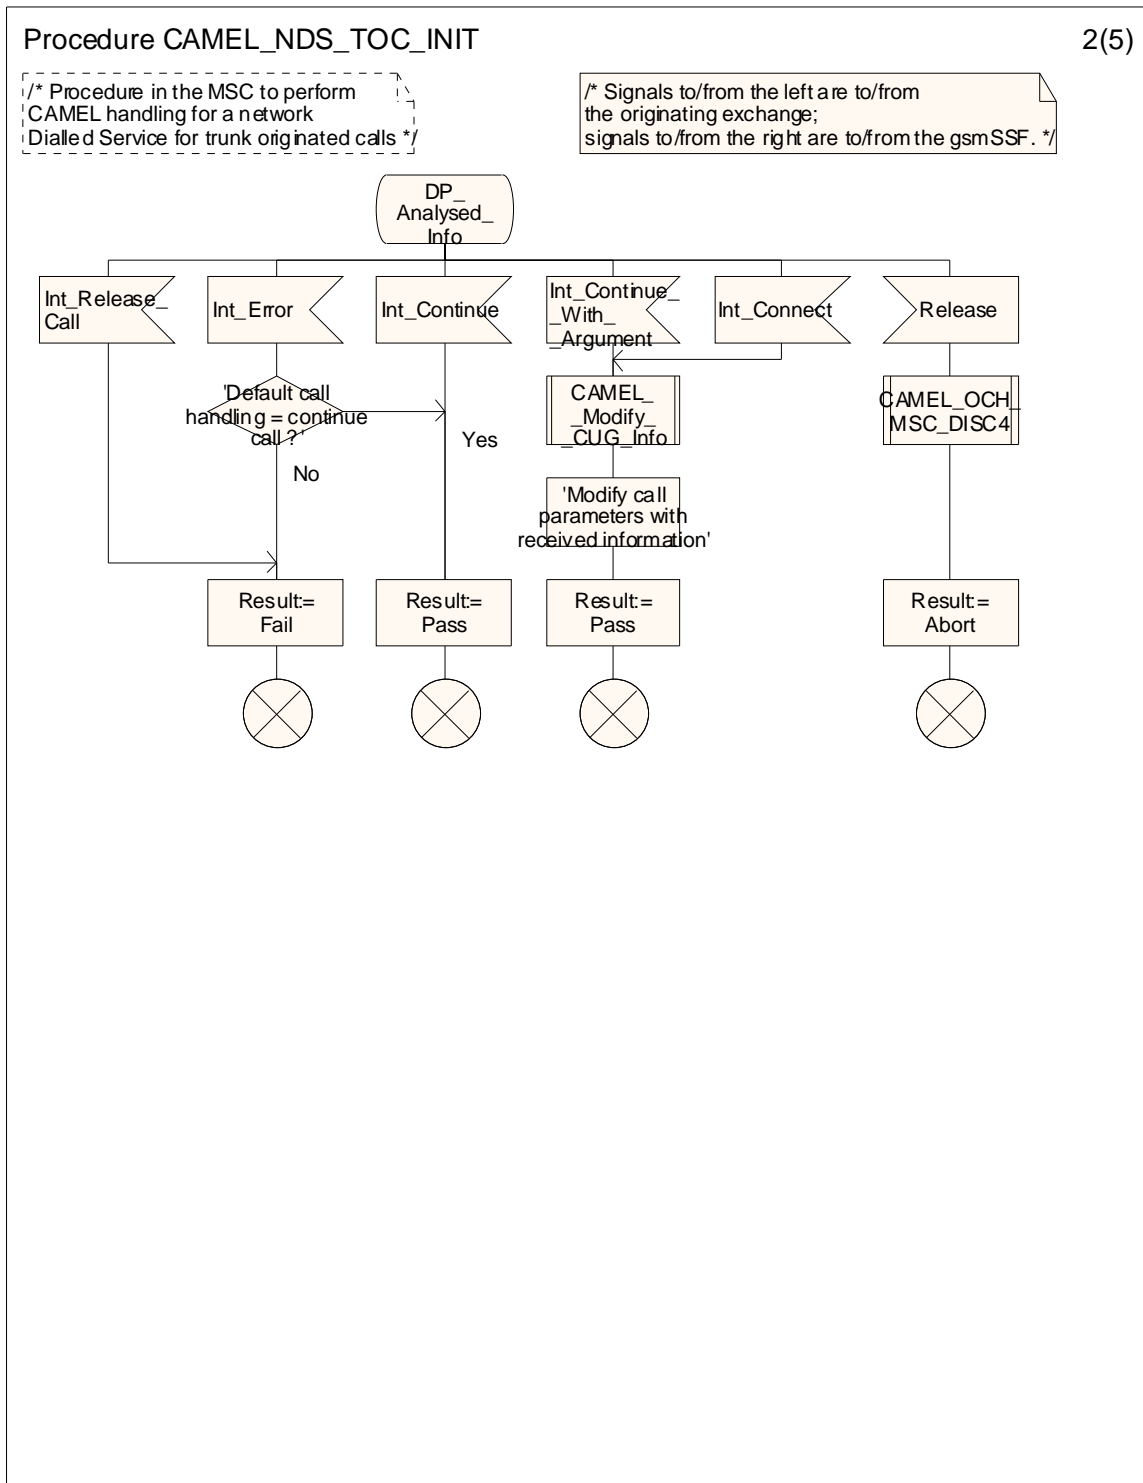 Procedure CAMEL_NDS_TOC_INIT
2(5)
/* Procedure in the MSC to perform
CAMEL handling for a network
Dialled Service for trunk originated calls */
/* Signals to/from the left are to/from
the originating exchange;
signals to/from the right are to/from the gsmSSF. */
DP_
Analysed_
Info
Int_Release_
Call
Int_Error
Int_Continue
Int_Continue_
_With_
_Argument
Int_Connect
Release
'Default call
handling = continue
call ?'
Yes
No
CAMEL_
_Modify_
_CUG_Info
CAMEL_OCH_
MSC_DISC4
'Modify call
parameters with
received information'
Result:=
Fail
Result:=
Pass
Result:=
Pass
Result:=
Abort